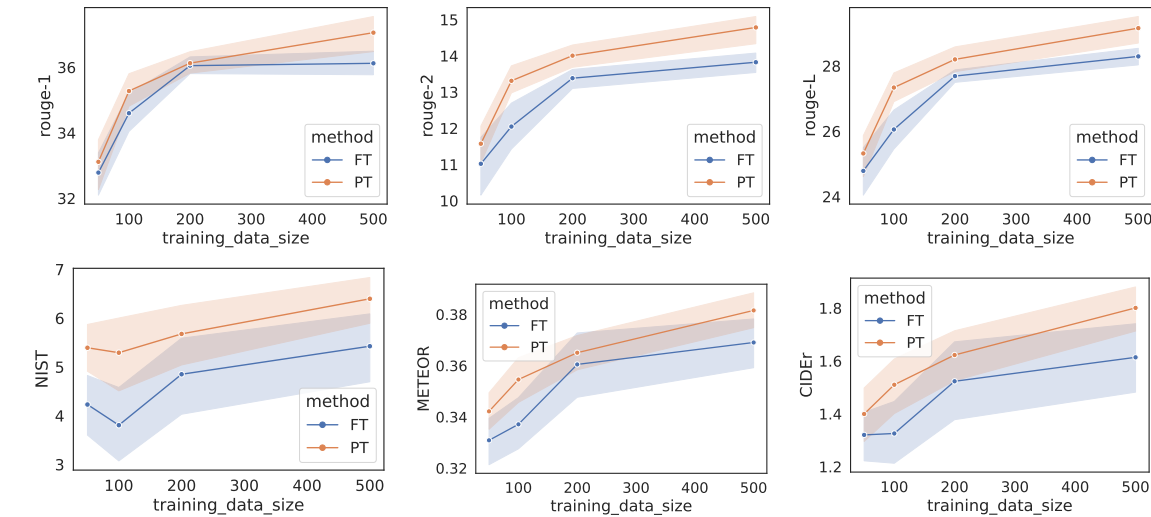 rouge-1
36
34
32
method
FT
PT
100
200
300
400
500
training_data_size
rouge-2
15
14
13
12
11
10
method
FT
PT
100
200
300
400
500
training_data_size
rouge-L
28
26
24
method
FT
PT
100
200
300
400
500
training_data_size
NIST
7
6
5
4
3
method
FT
PT
100
200
300
400
500
training_data_size
METEOR
0.38
0.36
0.34
0.32
method
FT
PT
100
200
300
400
500
training_data_size
CIDEr
1.8
1.6
1.4
1.2
method
FT
PT
100
200
300
400
500
training_data_size